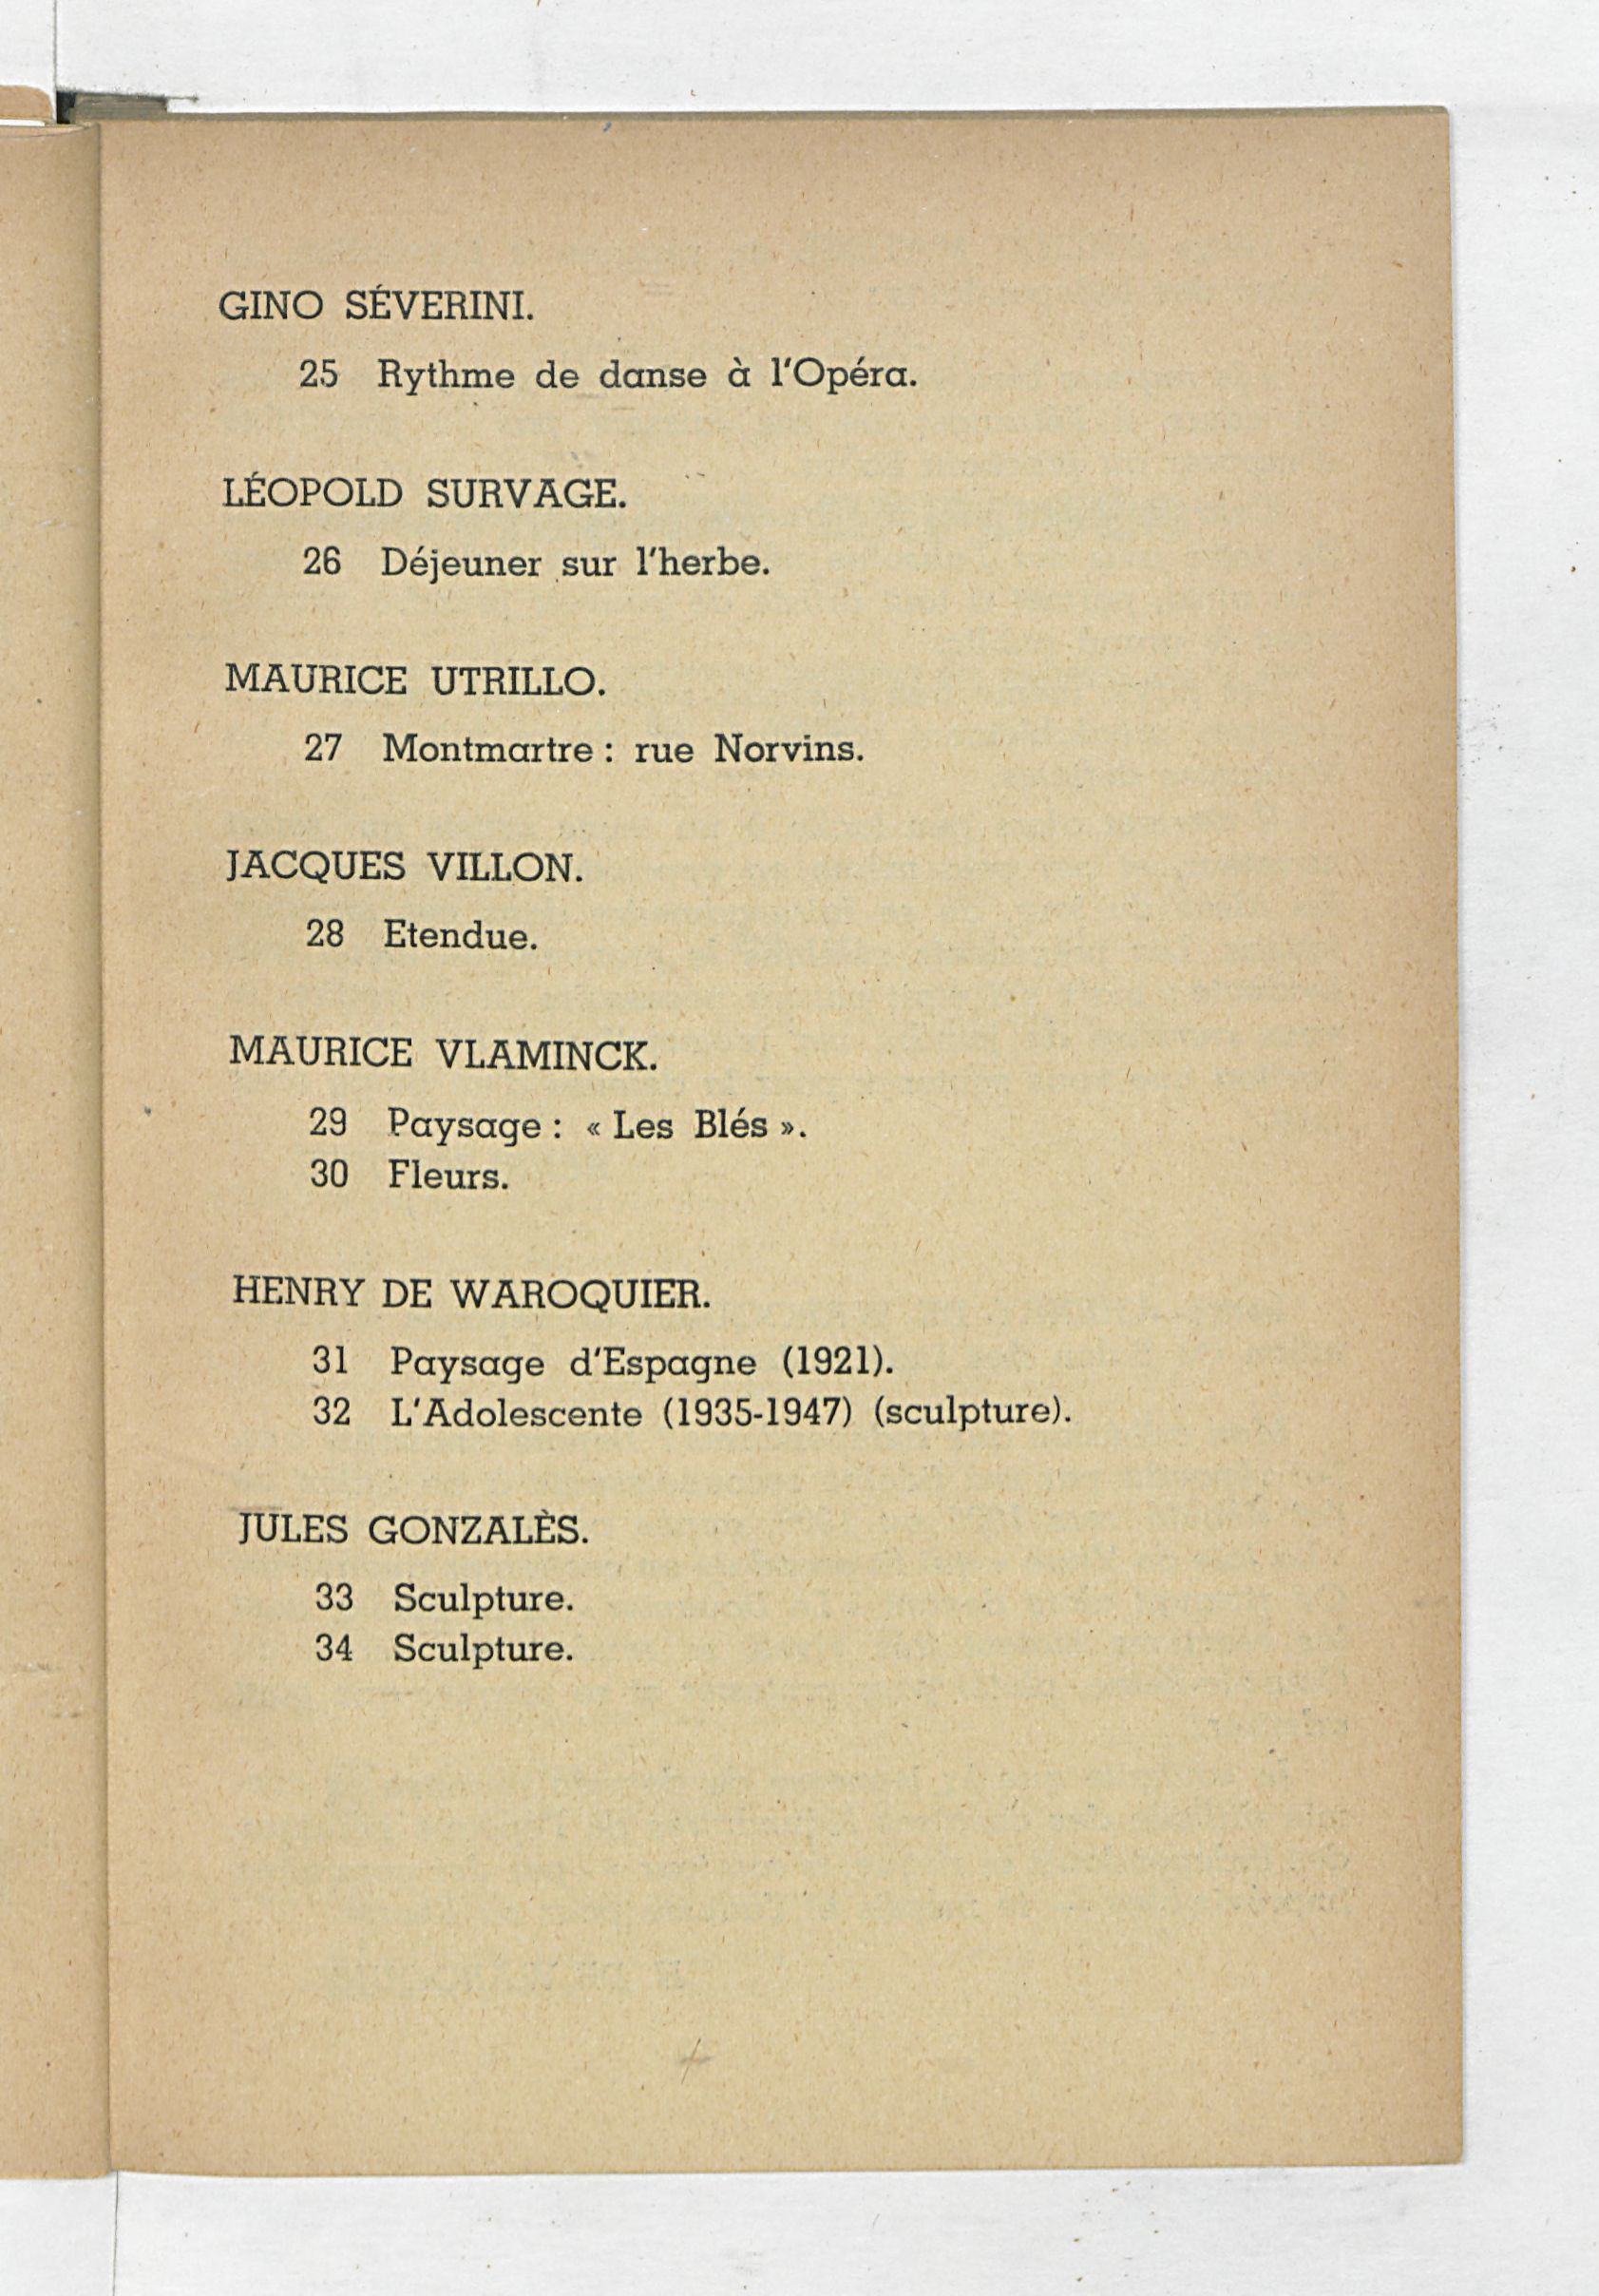 GINO SÉVERINI.
25 Rythme de danse à l'Opéra.
LÉOPOLD SURVAGE.
26 Déjeuner sur l'herbe.
MAURICE UTRILLO.
27 Montmartre : rue Norvins.
JACQUES VILLON.
28 Etendue.
MAURICE VLAMINCK.
29 Paysage : « Les Blés ».
30 Fleurs.
HENRY DE WAROQUIER.
31 Paysage d'Espagne (1921).
32 L'Adolescente (1935-1947) (sculpture).
JULES GONZALÈS.
33 Sculpture.
34 Sculpture.